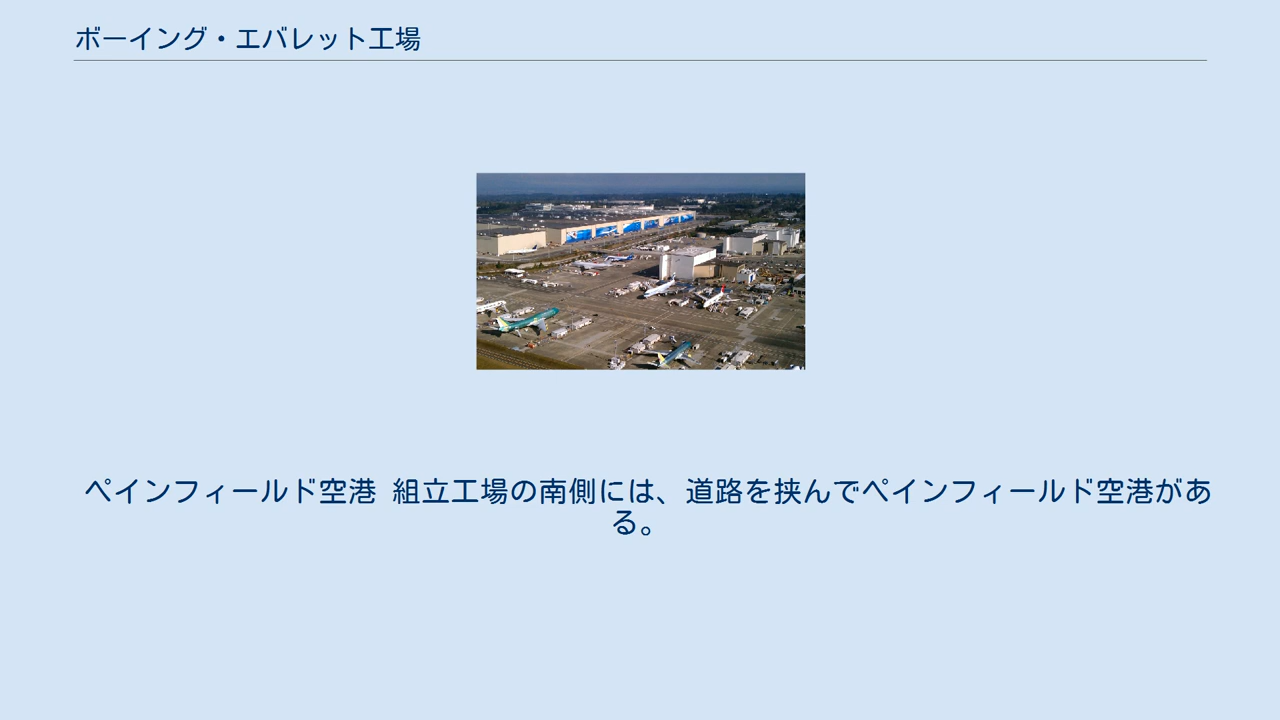 ボーイング・エバレット工場
ペインフィールド空港 組立工場の南側には、道路を挟んでペインフィールド空港があ
る。